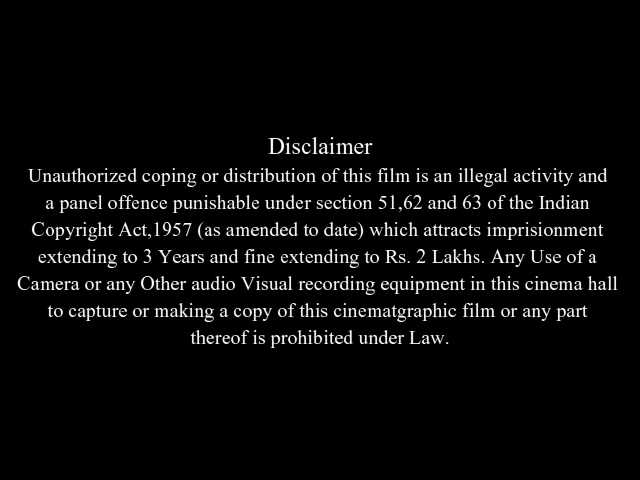 Disclaimer
Unauthorized coping or distribution of this film is an illegal activity and
a panel offence punishable under section 51,62 and 63 of the Indian
Copyright Act,1957 (as amended to date) which attracts imprisionment
extending to 3 Years and fine extending to Rs. 2 Lakhs. Any Use of a
Camera or any Other audio Visual recording equipment in this cinema hall
to capture or making a copy of this cinematgraphic film or any part
thereof is prohibited under Law.